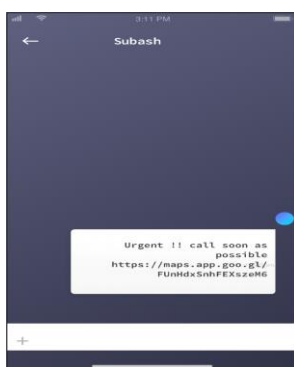 3:11 PM
Subash
Urgent !! call soon as
possible
https://maps.app.goo.gl/
FUnHdxSnhFEXszeM6